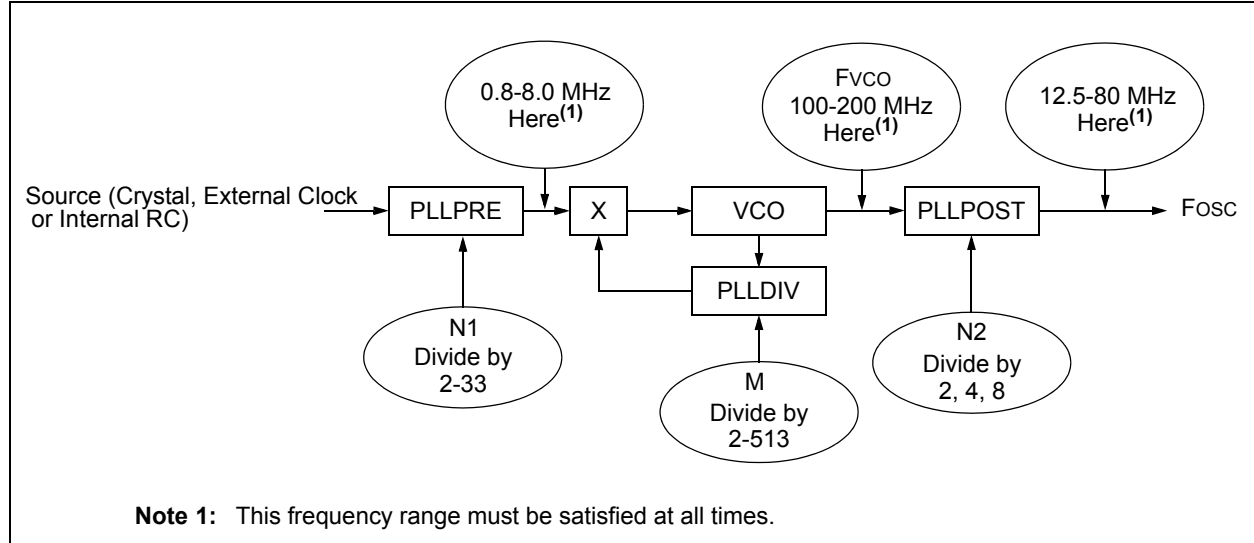 0.8-8.0 MHz
Here(1)
FVCO
100-200 MHz
Here(1)
12.5-80 MHz
Here(1)
Source (Crystal, External Clock
or Internal RC)
PLLPRE
X
VCO
PLLPOST
FOSC
PLLDIV
N1
Divide by
2-33
M
Divide by
2-513
N2
Divide by
2, 4, 8
Note 1: This frequency range must be satisfied at all times.